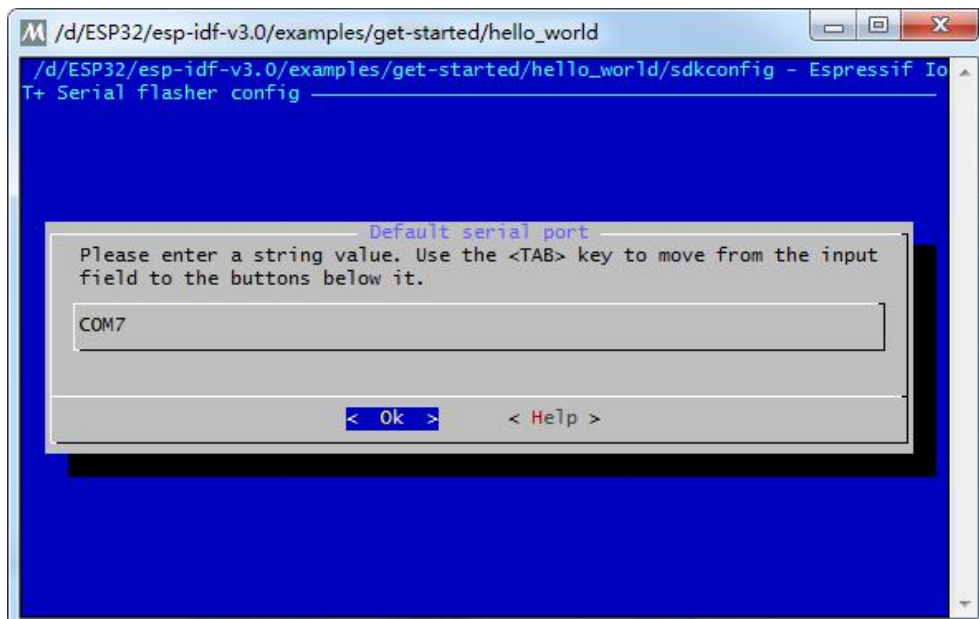 M /d/ESP32/esp-idf-v3.0/examples/get-started/hello_world
/d/ESP32/esp-idf-v3.0/examples/get-started/hello_world/sdkconfig - Espressif Io
T+ Serial flasher config
Default serial port
Please enter a string value. Use the <TAB> key to move from the input
field to the buttons below it.
COM7
< Ok > < Help >